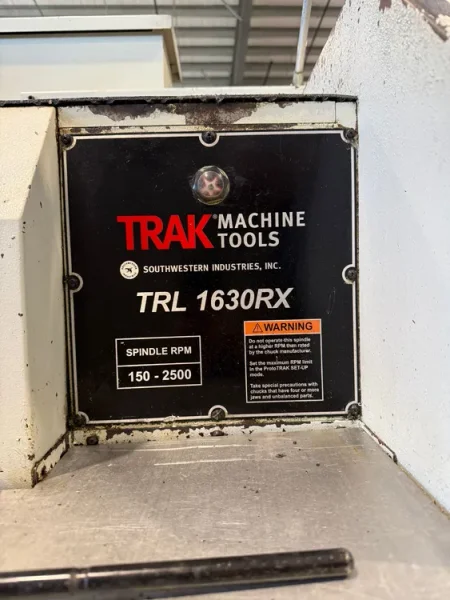 TRAK® MACHINE
TOOLS
SOUTHWESTERN INDUSTRIES, INC.
TRL 1630RX
SPINDLE RPM
150 - 2500
⚠WARNING
Do not operate this spindle
at a higher RPM then rated
by the chuck manufacturer.
Set the maximum RPM limit
in the ProtoTRAK SET-UP
mode.
Take special precautions with
chucks that have four or more
jaws and unbalanced parts.